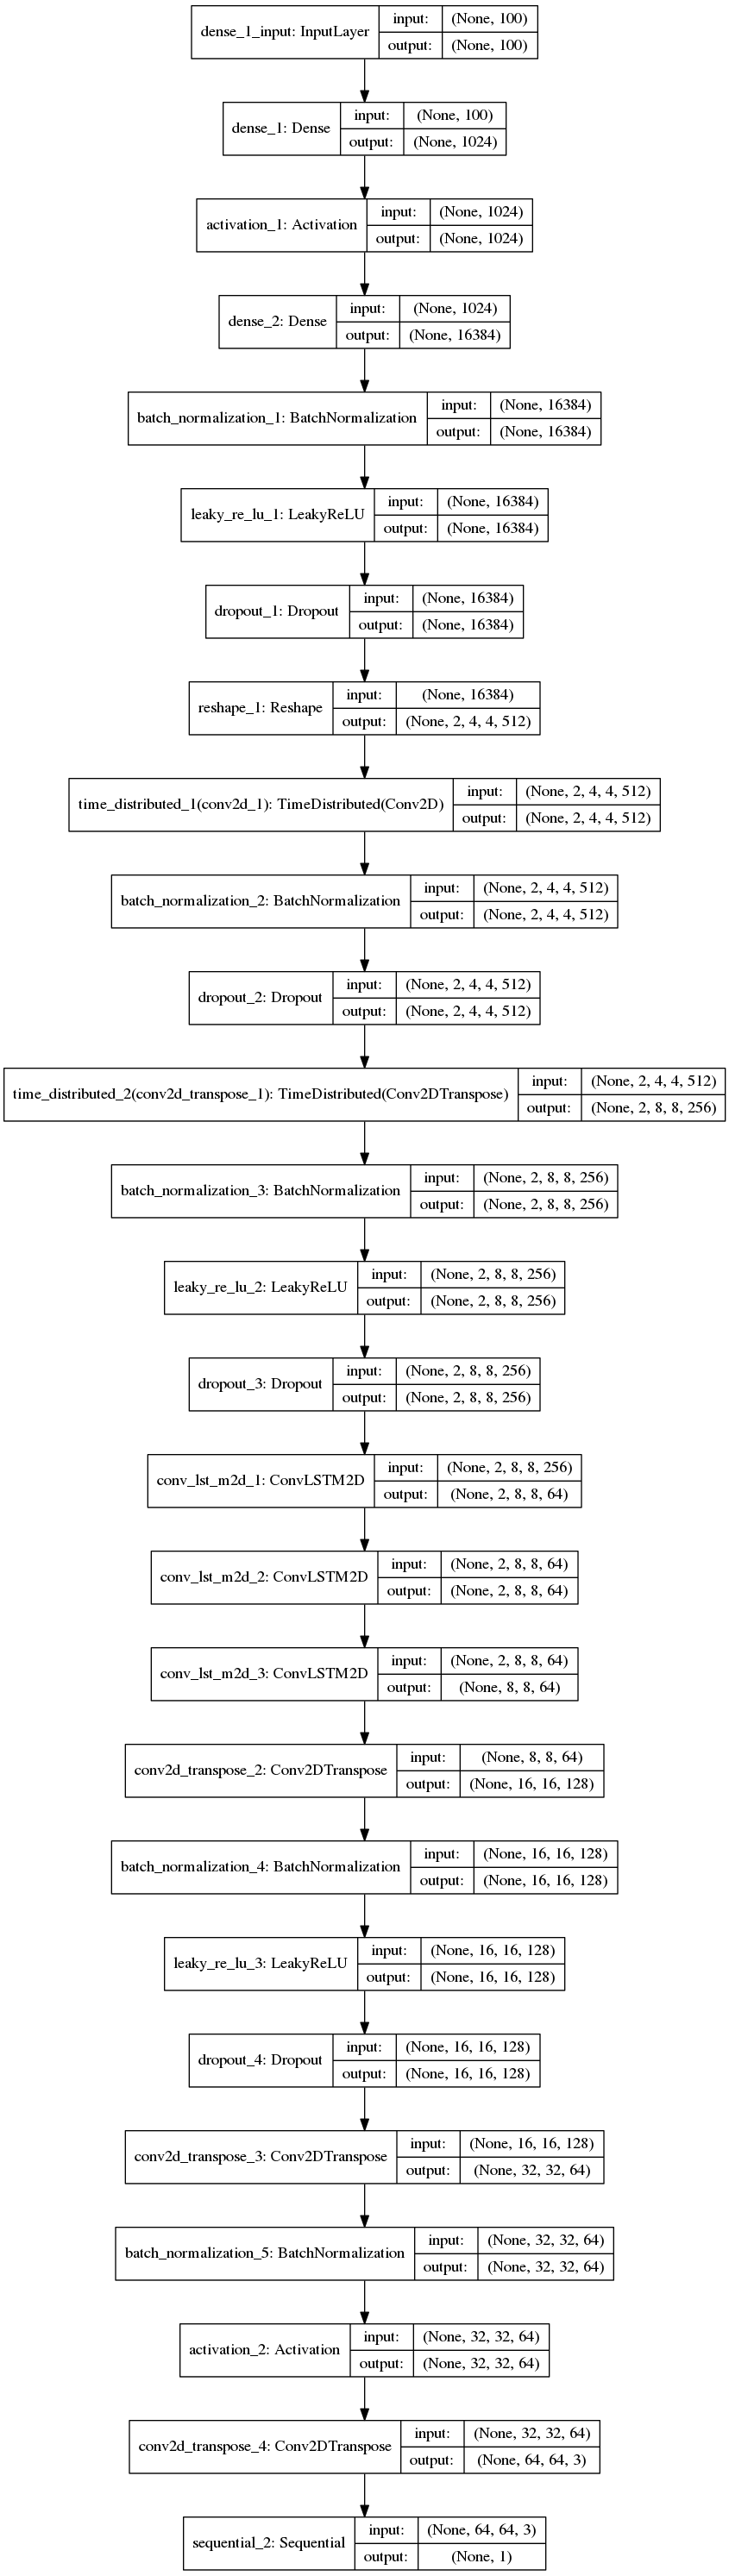 dense_1_input: InputLayer input: (None, 100)
output: (None, 100)
dense_1: Dense input: (None, 100)
output: (None, 1024)
activation_1: Activation input: (None, 1024)
output: (None, 1024)
dense_2: Dense input: (None, 1024)
output: (None, 16384)
batch_normalization_1: BatchNormalization input: (None, 16384)
output: (None, 16384)
leaky_re_lu_1: LeakyReLU input: (None, 16384)
output: (None, 16384)
dropout_1: Dropout input: (None, 16384)
output: (None, 16384)
reshape_1: Reshape input: (None, 16384)
output: (None, 2, 4, 4, 512)
time_distributed_1(conv2d_1): TimeDistributed(Conv2D) input: (None, 2, 4, 4, 512)
output: (None, 2, 4, 4, 512)
batch_normalization_2: BatchNormalization input: (None, 2, 4, 4, 512)
output: (None, 2, 4, 4, 512)
dropout_2: Dropout input: (None, 2, 4, 4, 512)
output: (None, 2, 4, 4, 512)
time_distributed_2(conv2d_transpose_1): TimeDistributed(Conv2DTranspose) input: (None, 2, 4, 4, 512)
output: (None, 2, 8, 8, 256)
batch_normalization_3: BatchNormalization input: (None, 2, 8, 8, 256)
output: (None, 2, 8, 8, 256)
leaky_re_lu_2: LeakyReLU input: (None, 2, 8, 8, 256)
output: (None, 2, 8, 8, 256)
dropout_3: Dropout input: (None, 2, 8, 8, 256)
output: (None, 2, 8, 8, 256)
conv_lst_m2d_1: ConvLSTM2D input: (None, 2, 8, 8, 256)
output: (None, 2, 8, 8, 64)
conv_lst_m2d_2: ConvLSTM2D input: (None, 2, 8, 8, 64)
output: (None, 2, 8, 8, 64)
conv_lst_m2d_3: ConvLSTM2D input: (None, 2, 8, 8, 64)
output: (None, 8, 8, 64)
conv2d_transpose_2: Conv2DTranspose input: (None, 8, 8, 64)
output: (None, 16, 16, 128)
batch_normalization_4: BatchNormalization input: (None, 16, 16, 128)
output: (None, 16, 16, 128)
leaky_re_lu_3: LeakyReLU input: (None, 16, 16, 128)
output: (None, 16, 16, 128)
dropout_4: Dropout input: (None, 16, 16, 128)
output: (None, 16, 16, 128)
conv2d_transpose_3: Conv2DTranspose input: (None, 16, 16, 128)
output: (None, 32, 32, 64)
batch_normalization_5: BatchNormalization input: (None, 32, 32, 64)
output: (None, 32, 32, 64)
activation_2: Activation input: (None, 32, 32, 64)
output: (None, 32, 32, 64)
conv2d_transpose_4: Conv2DTranspose input: (None, 32, 32, 64)
output: (None, 64, 64, 3)
sequential_2: Sequential input: (None, 64, 64, 3)
output: (None, 1)